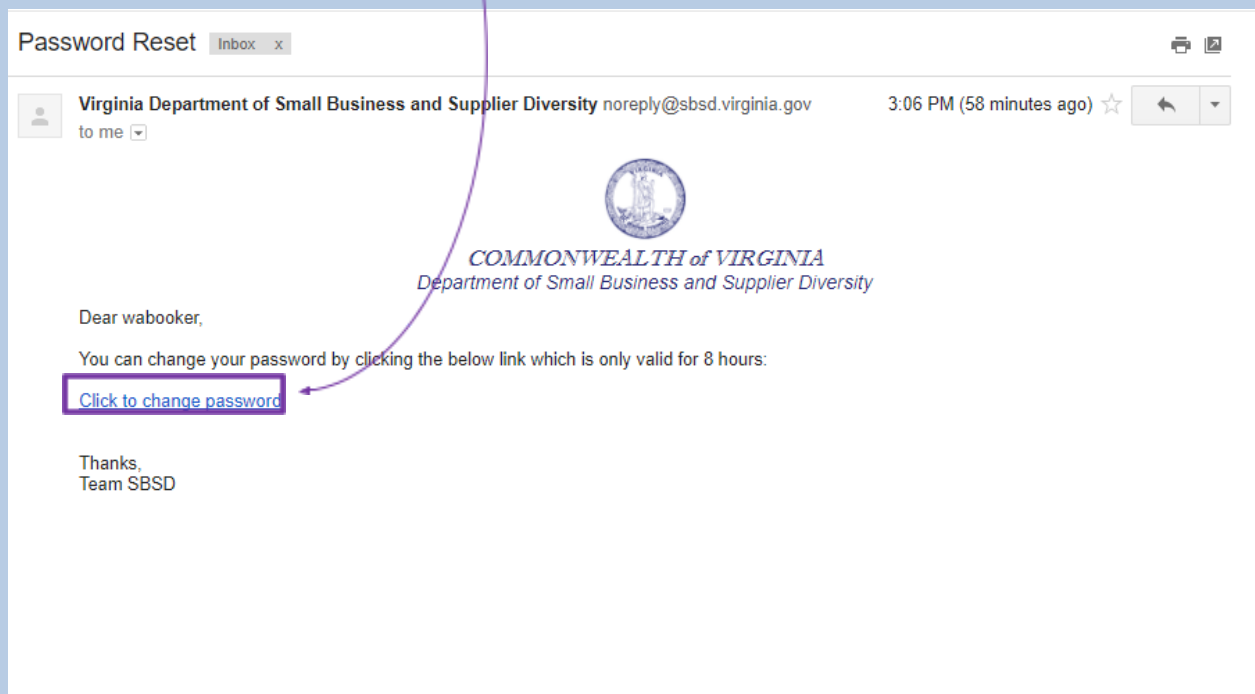 Password Reset Inbox x
Virginia Department of Small Business and Supplier Diversity noreply@sbsd.virginia.gov 3:06 PM (58 minutes ago)
to me
VIRGINIA
COMMONWEALTH of VIRGINIA
Department of Small Business and Supplier Diversity
Dear wabooker,
You can change your password by clicking the below link which is only valid for 8 hours:
Click to change password
Thanks,
Team SBSD